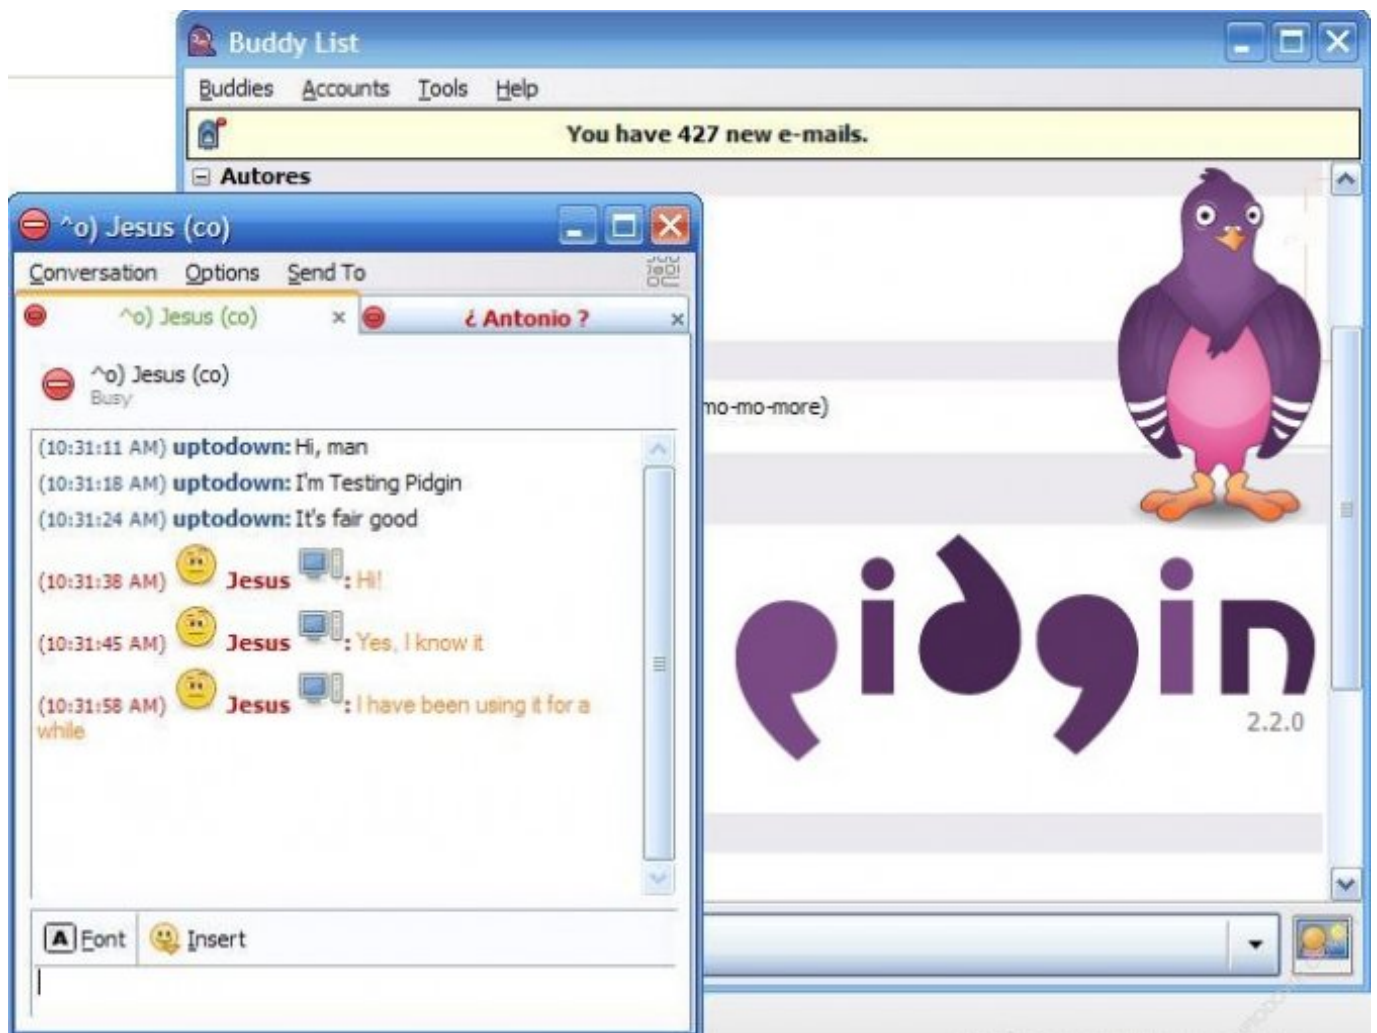 Buddy List
Buddies Accounts Tools Help
You have 427 new e-mails.
Autores
^o) Jesus (co)
Conversation Options Send To
^o) Jesus (co)
¿ Antonio ?
^o) Jesus (co)
Busy
mo-mo-more)
(10:31:11 AM) uptodown: Hi, man
(10:31:18 AM) uptodown: I'm Testing Pidgin
(10:31:24 AM) uptodown: It's fair good
(10:31:38 AM) Jesus : Hi!
(10:31:45 AM) Jesus : Yes, I know it
(10:31:58 AM) Jesus : I have been using it for a
while
pidgin
2.2.0
A Font Insert